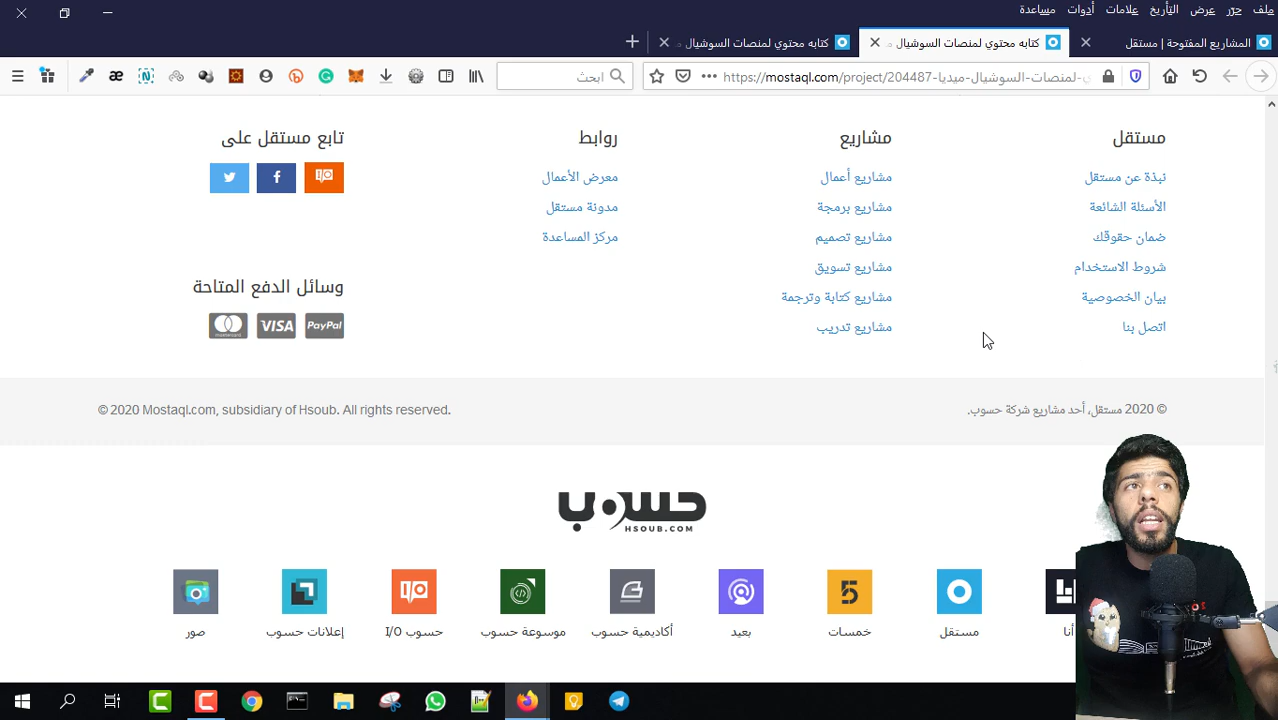 ملف حرّر عرض التأريخ علامات أدوات مساعدة
المشاريع المفتوحة | مستقل
كتابه محتوي لمنصات السوشيال م
كتابه محتوي لمنصات السوشيال م
https://mostaql.com/project/204487-ي-لمنصات-السوشيال-ميديا
ابحث
مستقل
نبذة عن مستقل
الأسئلة الشائعة
ضمان حقوقك
شروط الاستخدام
بيان الخصوصية
اتصل بنا
مشاريع
مشاريع أعمال
مشاريع برمجة
مشاريع تصميم
مشاريع تسويق
مشاريع كتابة وترجمة
مشاريع تدريب
روابط
معرض الأعمال
مدونة مستقل
مركز المساعدة
تابع مستقل على
وسائل الدفع المتاحة
PayPal
VISA
mastercard
© 2020 مستقل، أحد مشاريع شركة حسوب.
© 2020 Mostaql.com, subsidiary of Hsoub. All rights reserved.
حسوب
HSOUB.COM
أنا
مستقل
خمسات
بعيد
أكاديمية حسوب
موسوعة حسوب
حسوب I/O
إعلانات حسوب
صور